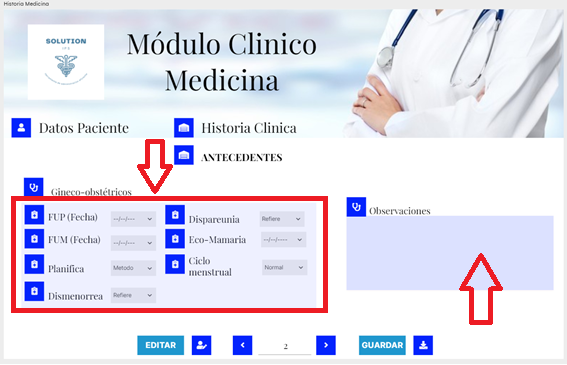 Historia Medicina
SOLUTION
IPS
Módulo Clinico
Medicina
Datos Paciente
Historia Clinica
ANTECEDENTES
Gineco-obstétricos
FUP (Fecha)
--/--/---
Dispareunia
Refiere
Observaciones
FUM (Fecha)
--/--/---
Eco-Mamaria
--/--/----
Planifica
Metodo
Ciclo
menstrual
Normal
Dismenorrea
Refiere
EDITAR
2
GUARDAR